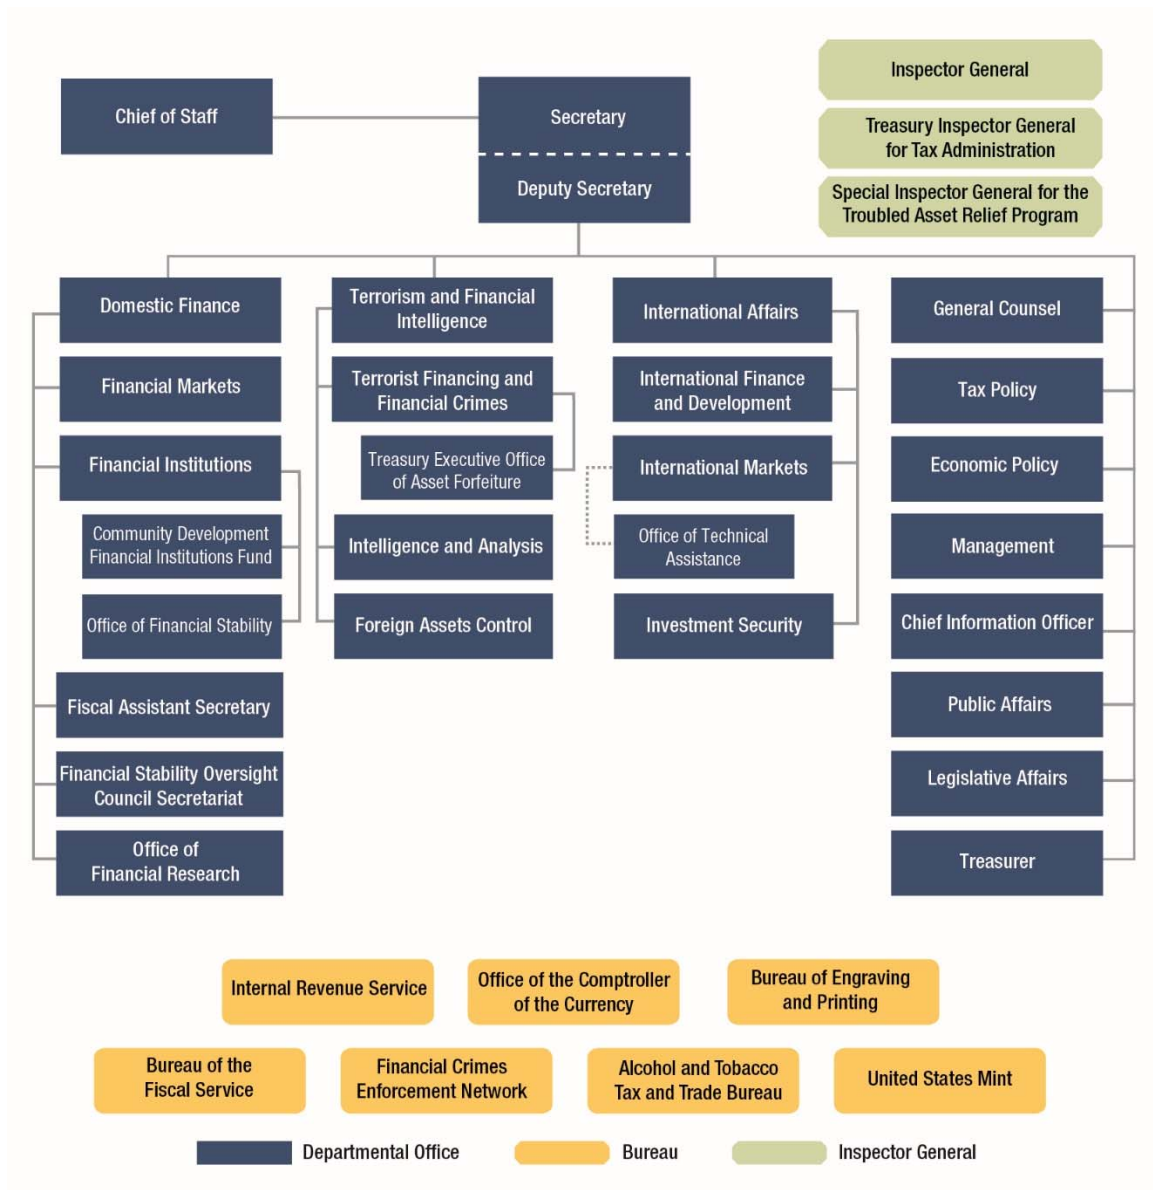 Inspector General
Chief of Staff
Secretary
Treasury Inspector General
for Tax Administration
Deputy Secretary
Special Inspector General for the
Troubled Asset Relief Program
Domestic Finance
Financial Markets
Financial Institutions
Community Development
Financial Institutions Fund
Office of Financial Stability
Fiscal Assistant Secretary
Financial Stability Oversight
Council Secretariat
Office of
Financial Research
Terrorism and Financial
Intelligence
Terrorist Financing and
Financial Crimes
Treasury Executive Office
of Asset Forfeiture
Intelligence and Analysis
Foreign Assets Control
International Affairs
International Finance
and Development
International Markets
Office of Technical
Assistance
Investment Security
General Counsel
Tax Policy
Economic Policy
Management
Chief Information Officer
Public Affairs
Legislative Affairs
Treasurer
Internal Revenue Service
Office of the Comptroller
of the Currency
Bureau of Engraving
and Printing
Bureau of the
Fiscal Service
Financial Crimes
Enforcement Network
Alcohol and Tobacco
Tax and Trade Bureau
United States Mint
Departmental Office
Bureau
Inspector General